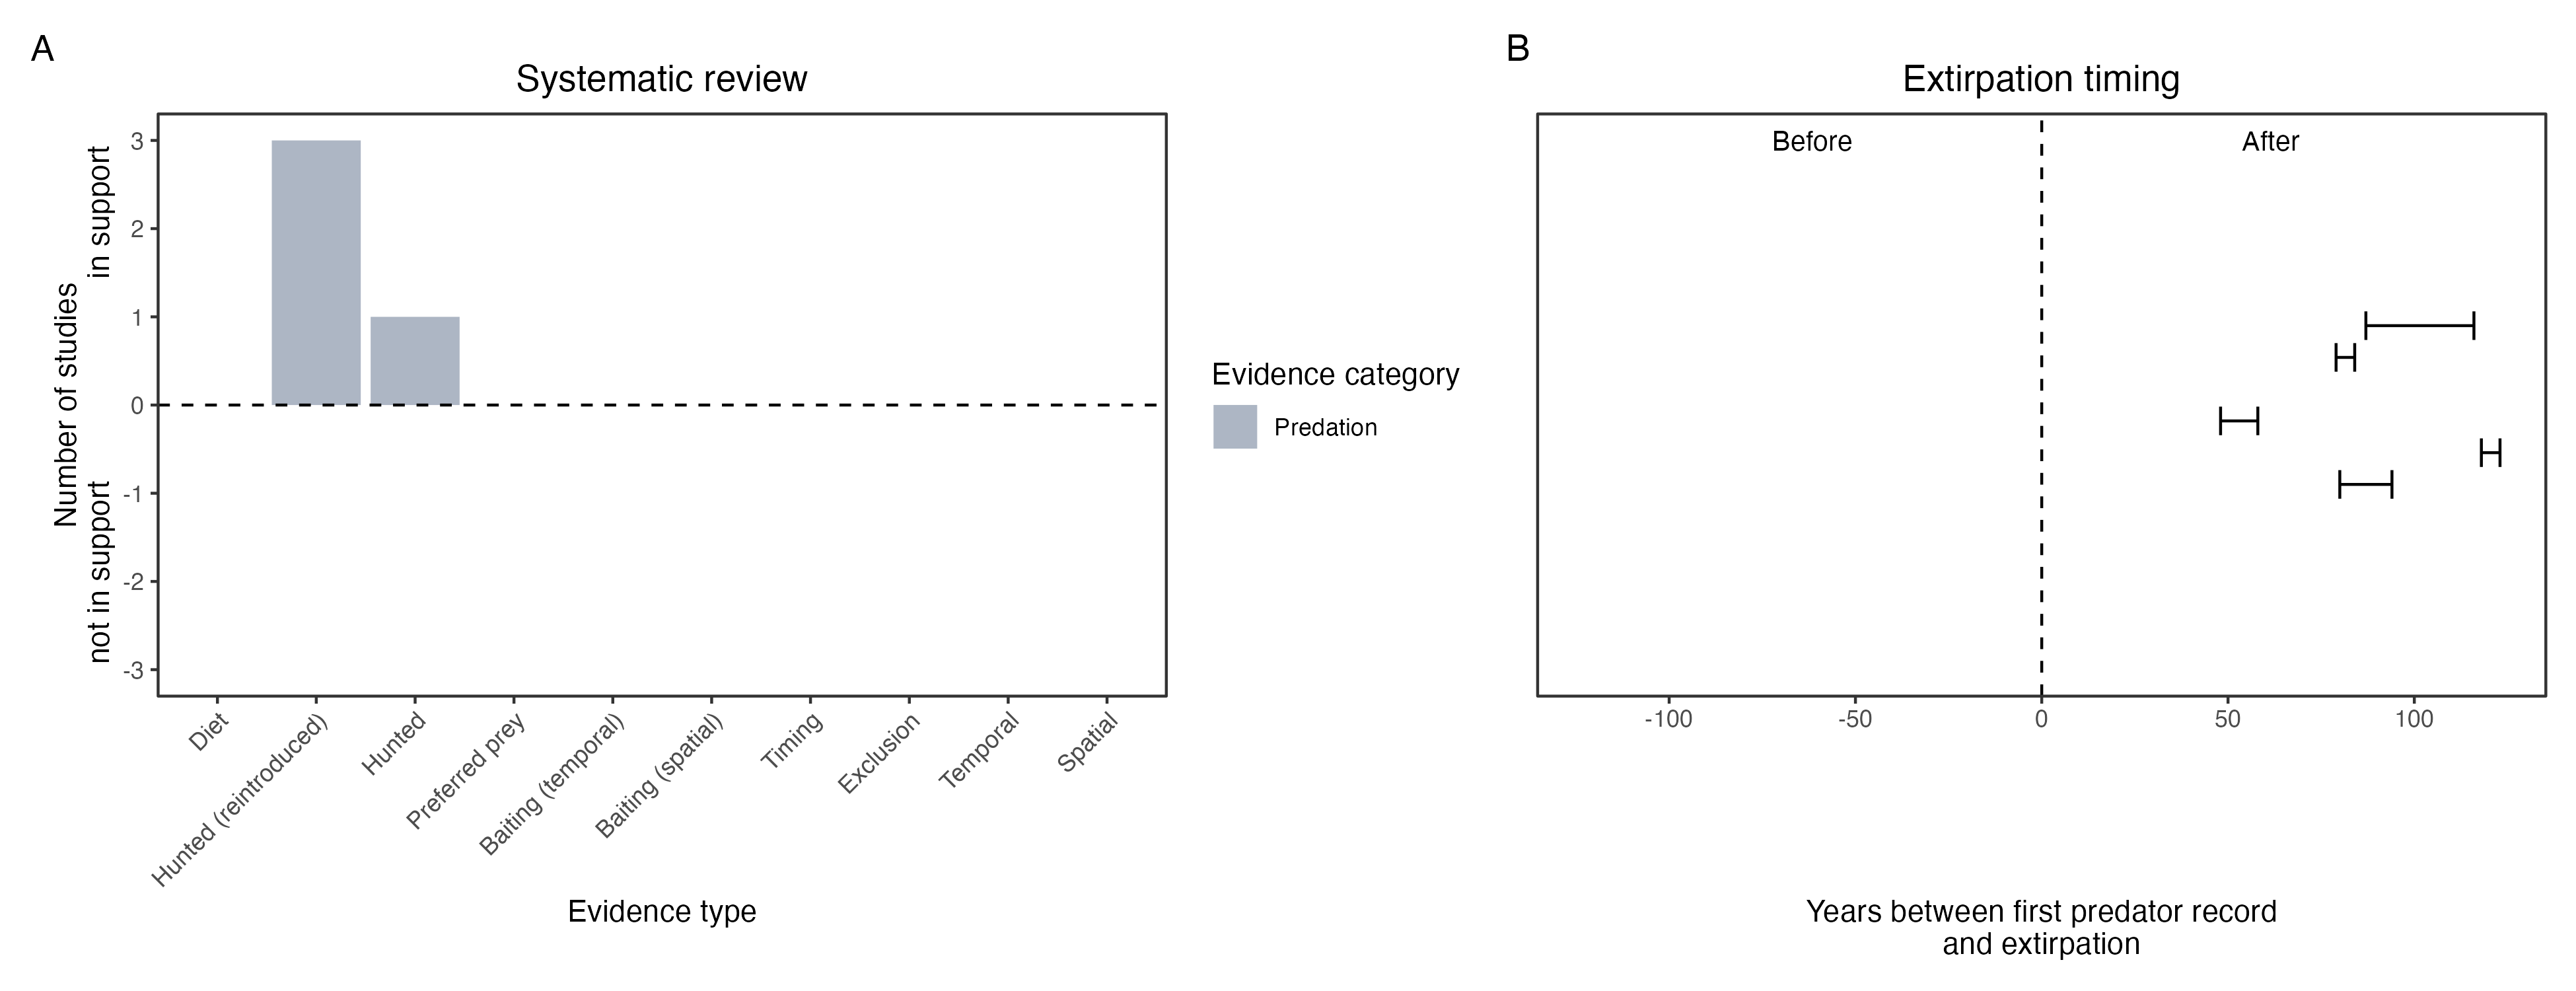 A
Systematic review
Number of studies
in support
not in support
3
2
1
0
-1
-2
-3
Diet
Hunted (reintroduced)
Hunted
Preferred prey
Baiting (temporal)
Baiting (spatial)
Timing
Exclusion
Temporal
Spatial
Evidence type
Evidence category
Predation
B
Extirpation timing
Before
After
-100
-50
0
50
100
Years between first predator record
and extirpation